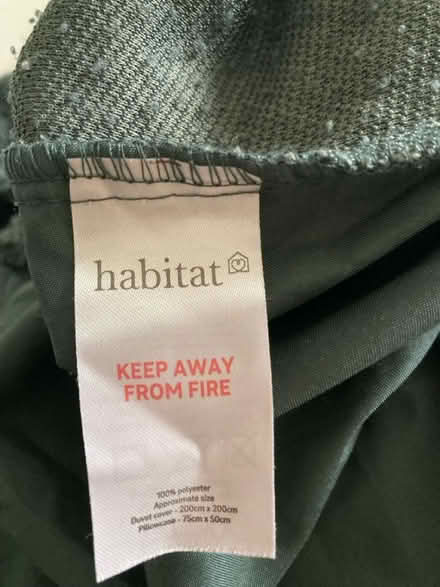 habitat
KEEP AWAY
FROM FIRE
100% polyester
Approximate size
Duvet cover - 200cm x 200cm
Pillowcase - 75cm x 50cm